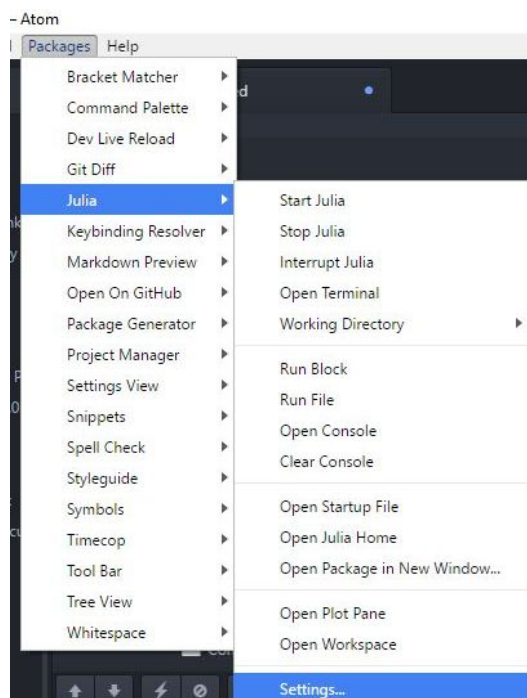 – Atom
Packages Help
Bracket Matcher
Command Palette
Dev Live Reload
Git Diff
Julia
Keybinding Resolver
Markdown Preview
Open On GitHub
Package Generator
Project Manager
Settings View
Snippets
Spell Check
Styleguide
Symbols
Timecop
Tool Bar
Tree View
Whitespace
Start Julia
Stop Julia
Interrupt Julia
Open Terminal
Working Directory
Run Block
Run File
Open Console
Clear Console
Open Startup File
Open Julia Home
Open Package in New Window...
Open Plot Pane
Open Workspace
Settings...